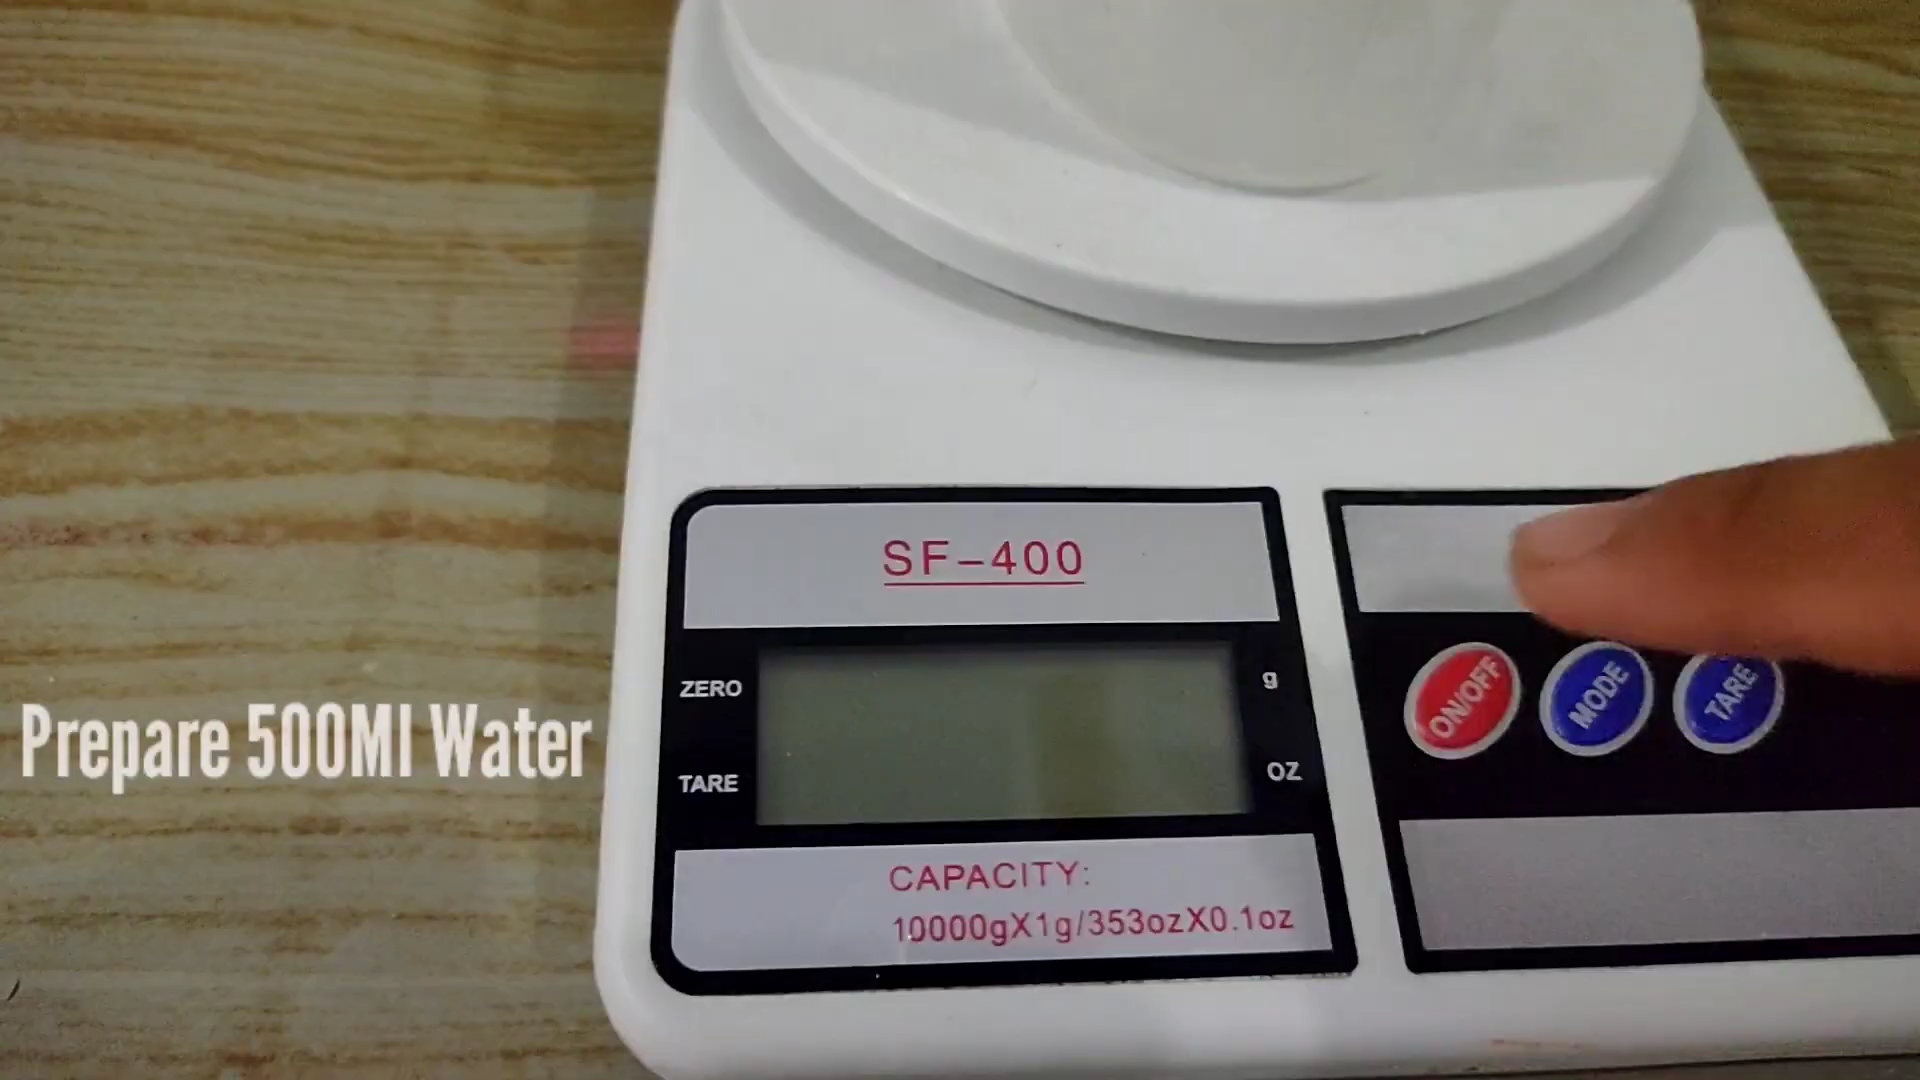 SF-400
ZERO
g
TARE
OZ
CAPACITY:
10000gX1g/353ozX0.1oz
ON/OFF
MODE
TARE
Prepare 500Ml Water